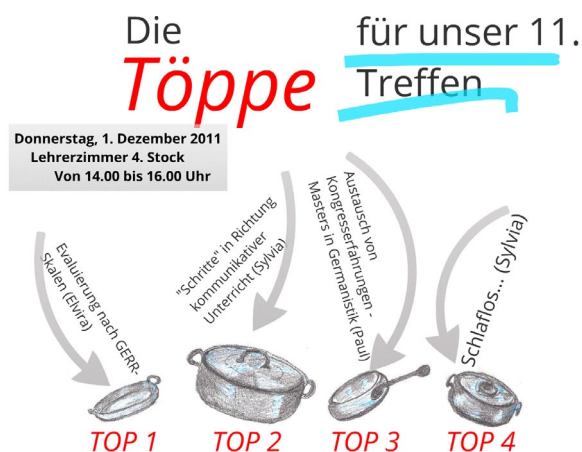 Die
Töppe
für unser 11.
Treffen
Donnerstag, 1. Dezember 2011
Lehrerzimmer 4. Stock
Von 14.00 bis 16.00 Uhr
Evaluierung nach GERR-
Skalen (Elvira)
"Schritte" in Richtung
kommunikativer
Unterricht (Sylvia)
Austausch von
Kongresserfahrungen -
Masters in Germanistik (Paul)
Schlaflos... (Sylvia)
TOP 1
TOP 2
TOP 3
TOP 4